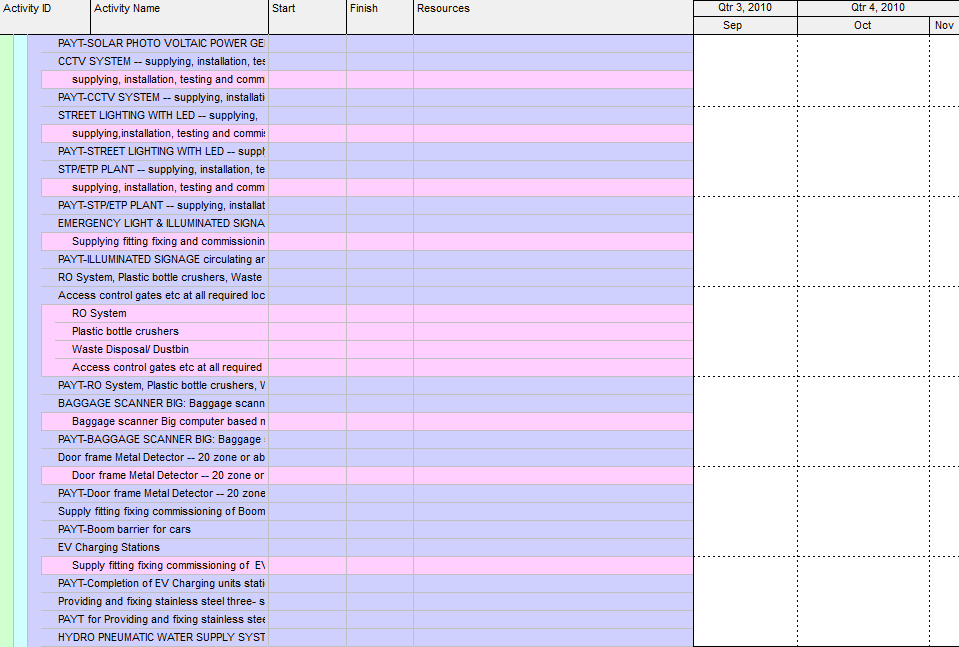 Activity ID Activity Name Start Finish Resources Qtr 3, 2010 Qtr 4, 2010
Sep Oct Nov
PAYT-SOLAR PHOTO VOLTAIC POWER GE
CCTV SYSTEM -- supplying, installation, tes
supplying, installation, testing and comm
PAYT-CCTV SYSTEM -- supplying, installati
STREET LIGHTING WITH LED -- supplying,
supplying,installation, testing and commis
PAYT-STREET LIGHTING WITH LED -- suppl
STP/ETP PLANT -- supplying, installation, te
supplying, installation, testing and comm
PAYT-STP/ETP PLANT -- supplying, installat
EMERGENCY LIGHT & ILLUMINATED SIGNA
Supplying fitting fixing and commissionin
PAYT-ILLUMINATED SIGNAGE circulating ar
RO System, Plastic bottle crushers, Waste
Access control gates etc at all required loc
RO System
Plastic bottle crushers
Waste Disposal/ Dustbin
Access control gates etc at all required
PAYT-RO System, Plastic bottle crushers, W
BAGGAGE SCANNER BIG: Baggage scann
Baggage scanner Big computer based m
PAYT-BAGGAGE SCANNER BIG: Baggage
Door frame Metal Detector -- 20 zone or ab
Door frame Metal Detector -- 20 zone or
PAYT-Door frame Metal Detector -- 20 zone
Supply fitting fixing commissioning of Boom
PAYT-Boom barrier for cars
EV Charging Stations
Supply fitting fixing commissioning of EV
PAYT-Completion of EV Charging units stati
Providing and fixing stainless steel three- s
PAYT for Providing and fixing stainless stee
HYDRO PNEUMATIC WATER SUPPLY SYST